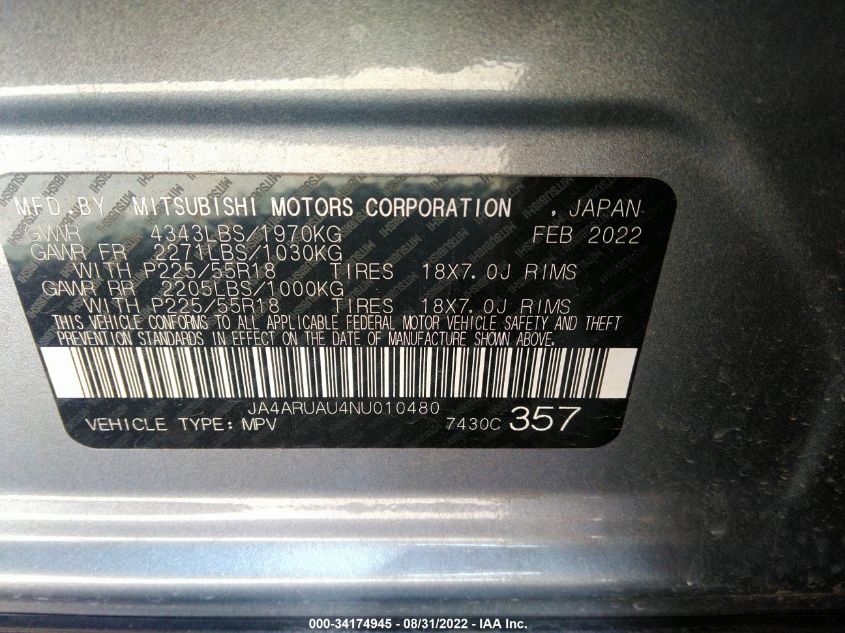 MFD BY MITSUBISHI MOTORS CORPORATION , JAPAN
GVWR 4343LBS/1970KG FEB 2022
GAWR FR 2271LBS/1030KG
WITH P225/55R18 TIRES 18X7.0J RIMS
GAWR RR 2205LBS/1000KG
WITH P225/55R18 TIRES 18X7.0J RIMS
THIS VEHICLE CONFORMS TO ALL APPLICABLE FEDERAL MOTOR VEHICLE SAFETY AND THEFT
PREVENTION STANDARDS IN EFFECT ON THE DATE OF MANUFACTURE SHOWN ABOVE.
JA4ARUAU4NU010480
VEHICLE TYPE: MPV 7430C 357
000-34174945 - 08/31/2022 - IAA Inc.